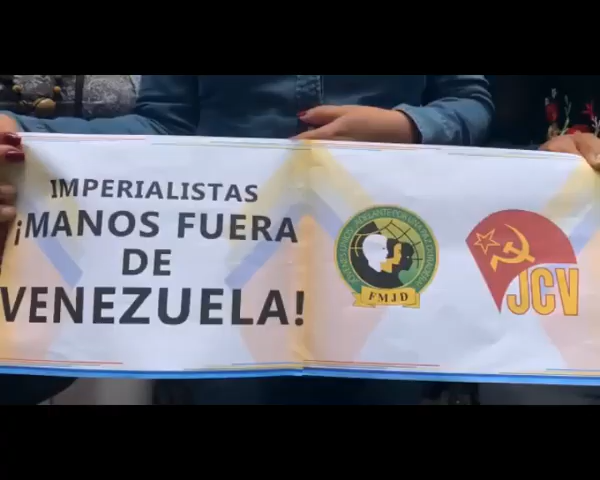 IMPERIALISTAS
¡MANOS FUERA
DE
VENEZUELA!
FMJD
JCV